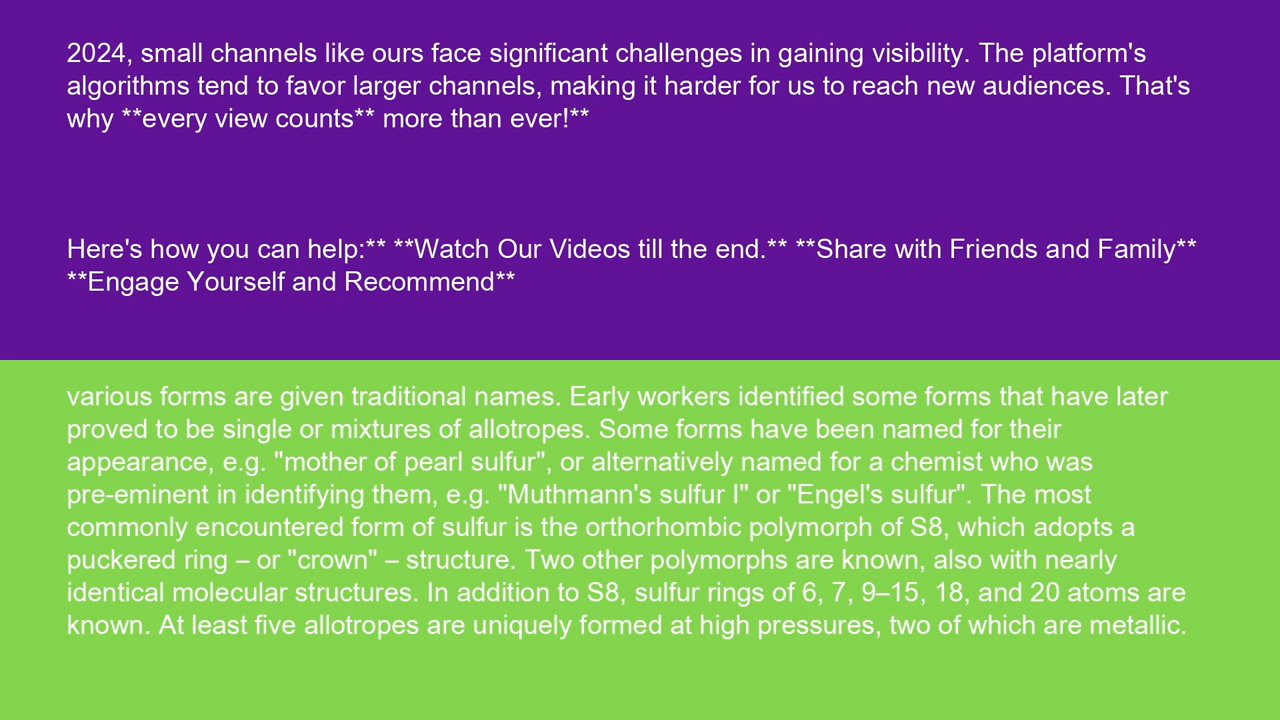 2024, small channels like ours face significant challenges in gaining visibility. The platform's
algorithms tend to favor larger channels, making it harder for us to reach new audiences. That's
why **every view counts** more than ever!**
Here's how you can help:** **Watch Our Videos till the end.** **Share with Friends and Family**
**Engage Yourself and Recommend**
various forms are given traditional names. Early workers identified some forms that have later
proved to be single or mixtures of allotropes. Some forms have been named for their
appearance, e.g. "mother of pearl sulfur", or alternatively named for a chemist who was
pre-eminent in identifying them, e.g. "Muthmann's sulfur I" or "Engel's sulfur". The most
commonly encountered form of sulfur is the orthorhombic polymorph of S8, which adopts a
puckered ring – or "crown" – structure. Two other polymorphs are known, also with nearly
identical molecular structures. In addition to S8, sulfur rings of 6, 7, 9–15, 18, and 20 atoms are
known. At least five allotropes are uniquely formed at high pressures, two of which are metallic.